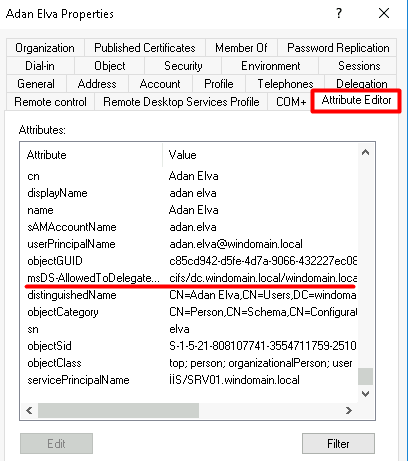 Adan Elva Properties ? ×
Organization Published Certificates Member Of Password Replication
Dial-in Object Security Environment Sessions
General Address Account Profile Telephones Delegation
Remote control Remote Desktop Services Profile COM+ Attribute Editor
Attributes:
Attribute Value
cn Adan Elva
displayName adan elva
name Adan Elva
sAMAccountName adan.elva
userPrincipalName adan.elva@windomain.local
objectGUID c85cd942-d5fe-4d7a-9066-432227ec08
msDS-AllowedToDelegate... cifs/dc.windomain.local/windomain.loca
distinguishedName CN=Adan Elva,CN=Users,DC=windoma
objectCategory CN=Person,CN=Schema,CN=Configura
sn elva
objectSid S-1-5-21-808107741-3554711759-2510
objectClass top; person; organizationalPerson; user
servicePrincipalName İİS/SRV01.windomain.local
Edit Filter